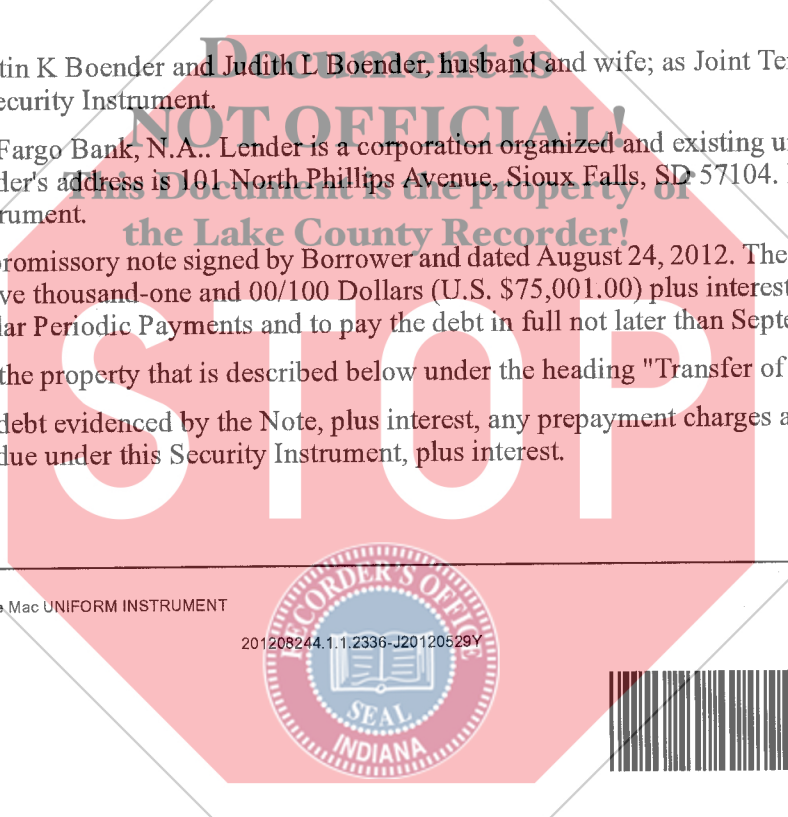 Document is
tin K Boender and Judith L Boender, husband and wife; as Joint Te
ecurity Instrument.
NOT OFFICIAL!
Fargo Bank, N.A.. Lender is a corporation organized and existing u
der's address is 101 North Phillips Avenue, Sioux Falls, SD 57104.
This Document is the property of
rument.
the Lake County Recorder!
promissory note signed by Borrower and dated August 24, 2012. The
ve thousand-one and 00/100 Dollars (U.S. $75,001.00) plus interest
lar Periodic Payments and to pay the debt in full not later than Septe
STOP
the property that is described below under the heading "Transfer of
debt evidenced by the Note, plus interest, any prepayment charges a
due under this Security Instrument, plus interest.
e Mac UNIFORM INSTRUMENT
201208244.1.1.2336-J20120529Y
RECORDER'S OFFICE
SEAL
INDIANA